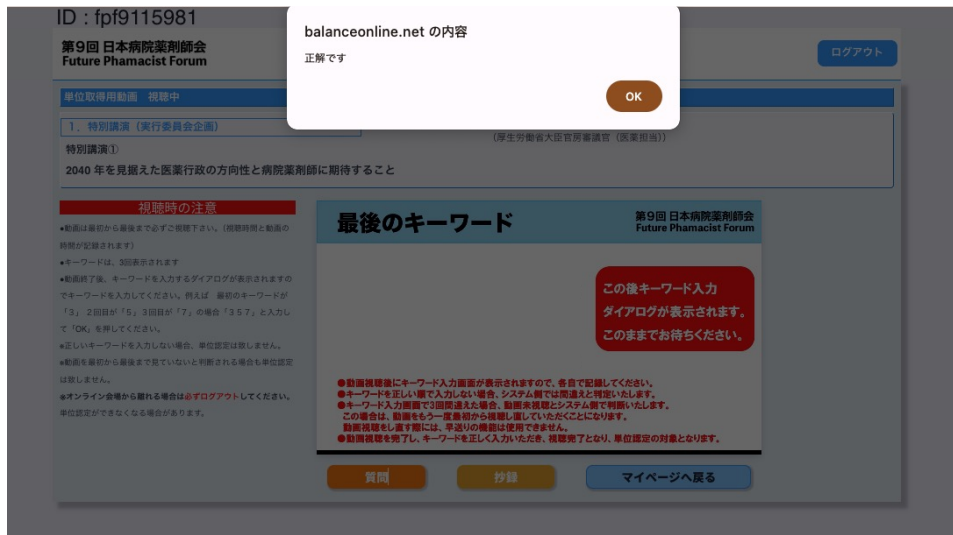 ID : fpf9115981
balanceonline.net の内容
正解です
OK
第9回 日本病院薬剤師会
Future Phamacist Forum
ログアウト
単位取得用動画 視聴中
1．特別講演（実行委員会企画）
（厚生労働省大臣官房審議官（医薬担当））
特別講演①
2040 年を見据えた医薬行政の方向性と病院薬剤師に期待すること
視聴時の注意
●動画は最初から最後まで必ずご視聴下さい。（視聴時間と動画の
時間が記録されます）
●キーワードは、3回表示されます
●動画終了後、キーワードを入力するダイアログが表示されますの
でキーワードを入力してください。例えば 最初のキーワードが
「3」 2回目が「5」3回目が「7」の場合「３５７」と入力し
て「OK」を押してください。
●正しいキーワードを入力しない場合、単位認定は致しません。
●動画を最初から最後まで見ていないと判断される場合も単位認定
は致しません。
●オンライン会場から離れる場合は必ずログアウトしてください。
単位認定ができなくなる場合があります。
最後のキーワード
第9回 日本病院薬剤師会
Future Phamacist Forum
この後キーワード入力
ダイアログが表示されます。
このままでお待ちください。
●動画視聴後にキーワード入力画面が表示されますので、各自で記録してください。
●キーワードを正しい順で入力しない場合、システム側では間違えと判定いたします。
●キーワード入力画面で3回間違えた場合、動画未視聴とシステム側で判断いたします。
この場合は、動画をもう一度最初から視聴し直していただくことになります。
動画視聴をし直す際には、早送りの機能は使用できません。
●動画視聴を完了し、キーワードを正しく入力いただき、視聴完了となり、単位認定の対象となります。
質問
抄録
マイページへ戻る